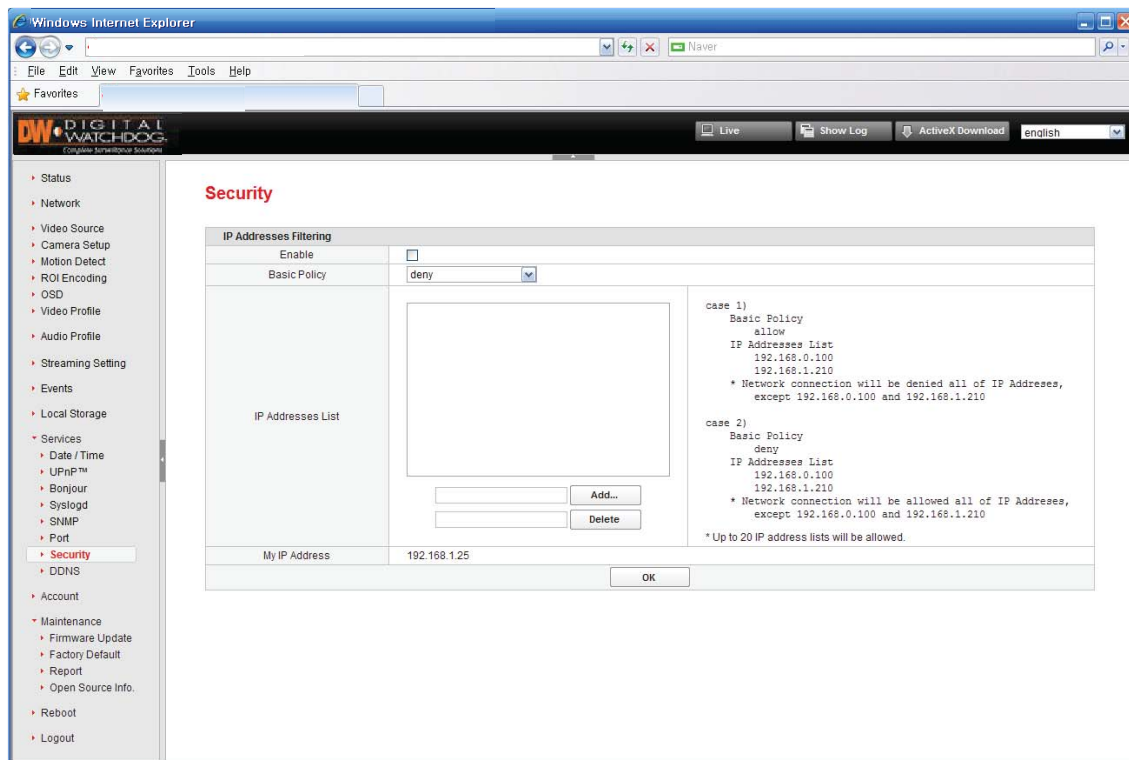 Windows Internet Explorer
Naver
File Edit View Favorites Tools Help
Favorites
DW DIGITAL WATCHDOG
Complete Surveillance Solutions
Live
Show Log
ActiveX Download
english
Status
Network
Video Source
Camera Setup
Motion Detect
ROI Encoding
OSD
Video Profile
Audio Profile
Streaming Setting
Events
Local Storage
Services
Date / Time
UPnP™
Bonjour
Syslogd
SNMP
Port
Security
DDNS
Account
Maintenance
Firmware Update
Factory Default
Report
Open Source Info.
Reboot
Logout
Security
IP Addresses Filtering
Enable
Basic Policy
deny
IP Addresses List
Add...
Delete
case 1)
Basic Policy
allow
IP Addresses List
192.168.0.100
192.168.1.210
* Network connection will be denied all of IP Addreses,
except 192.168.0.100 and 192.168.1.210
case 2)
Basic Policy
deny
IP Addresses List
192.168.0.100
192.168.1.210
* Network connection will be allowed all of IP Addreses,
except 192.168.0.100 and 192.168.1.210
* Up to 20 IP address lists will be allowed.
My IP Address
192.168.1.25
OK